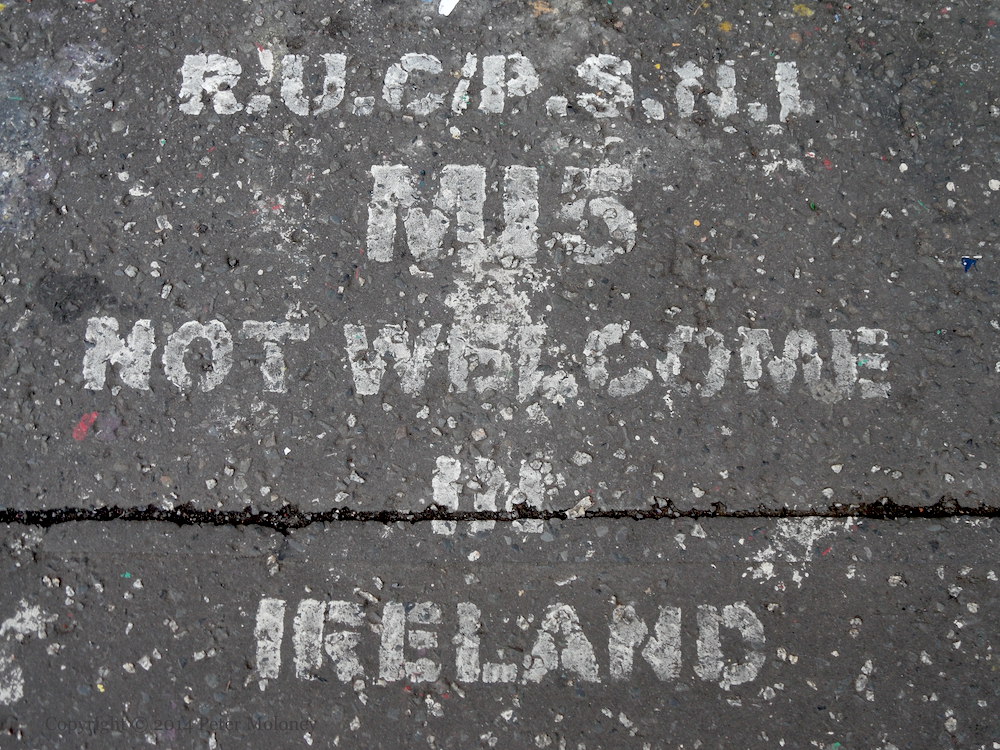 R.U.C/P.S.N.I
MI5
NOT WELCOME
IN
IRELAND
Copyright © 2014 Peter Moloney